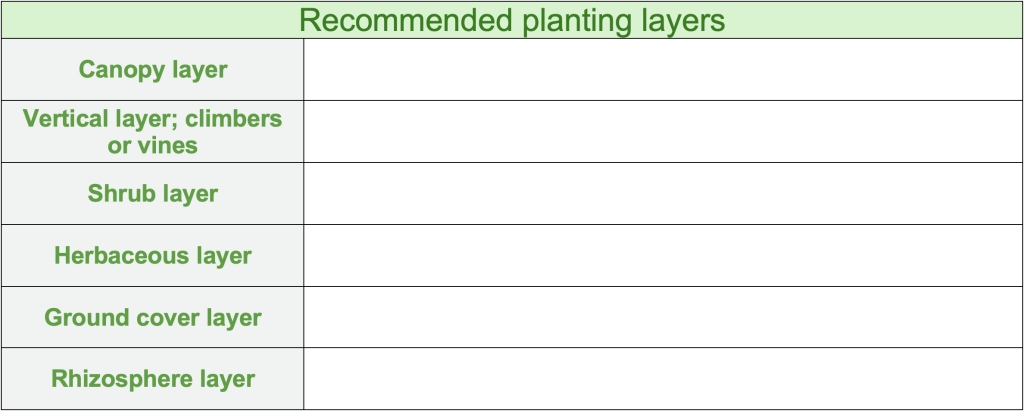 Recommended planting layers
Canopy layer
Vertical layer; climbers
or vines
Shrub layer
Herbaceous layer
Ground cover layer
Rhizosphere layer